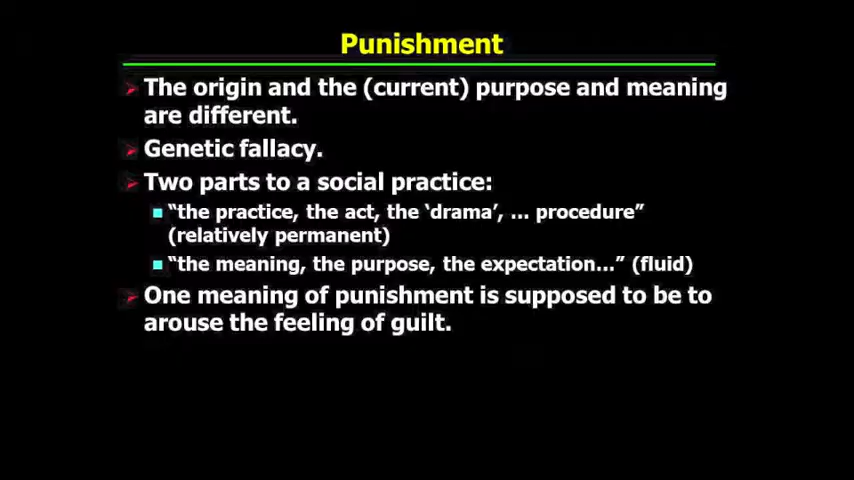 Punishment
The origin and the (current) purpose and meaning
are different.
Genetic fallacy.
Two parts to a social practice:
“the practice, the act, the ‘drama’, ... procedure”
(relatively permanent)
“the meaning, the purpose, the expectation...” (fluid)
One meaning of punishment is supposed to be to
arouse the feeling of guilt.